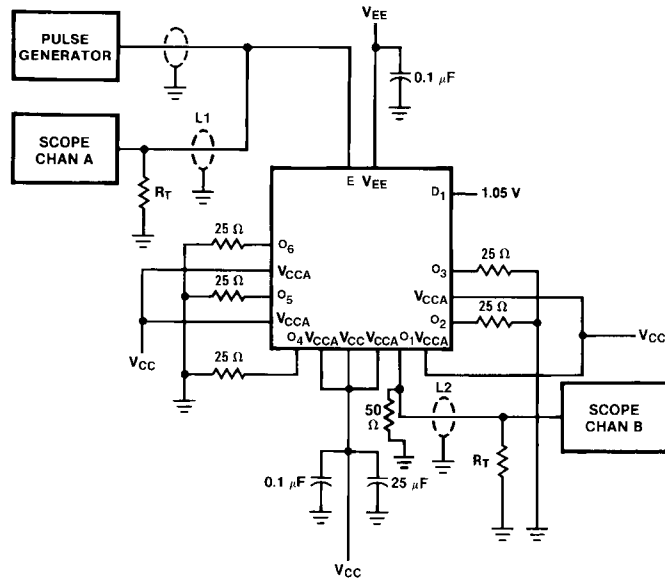 PULSE GENERATOR
VEE
0.1 μF
SCOPE CHAN A
L1
RT
E
VEE
D1
1.05 V
25 Ω
O6
VCCA
25 Ω
O5
VCCA
VCC
25 Ω
O3
25 Ω
VCCA
25 Ω
O2
VCC
O4
VCCA
VCC
VCCA
O1
VCCA
50 Ω
L2
SCOPE CHAN B
RT
0.1 μF
25 μF
VCC